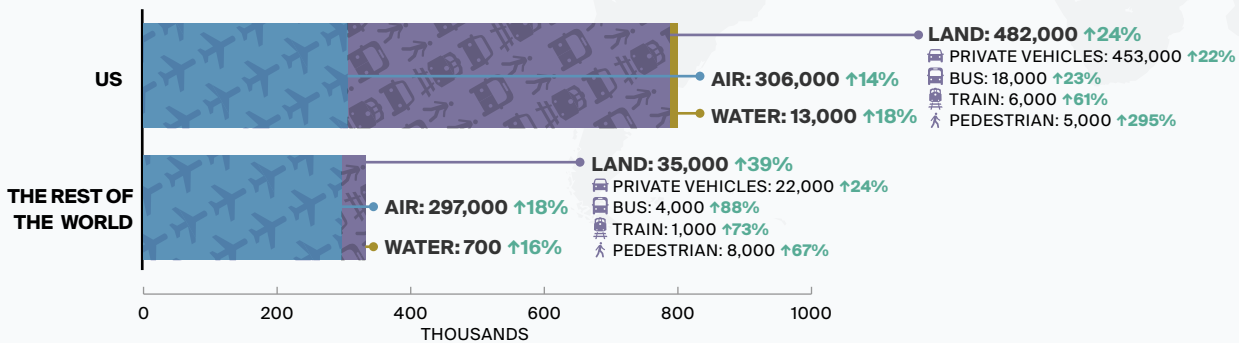 US
LAND: 482,000 ↑24%
PRIVATE VEHICLES: 453,000 ↑22%
BUS: 18,000 ↑23%
TRAIN: 6,000 ↑61%
PEDESTRIAN: 5,000 ↑295%
AIR: 306,000 ↑14%
WATER: 13,000 ↑18%
THE REST OF
THE WORLD
LAND: 35,000 ↑39%
PRIVATE VEHICLES: 22,000 ↑24%
BUS: 4,000 ↑88%
TRAIN: 1,000 ↑73%
PEDESTRIAN: 8,000 ↑67%
AIR: 297,000 ↑18%
WATER: 700 ↑16%
0 200 400 600 800 1000
THOUSANDS